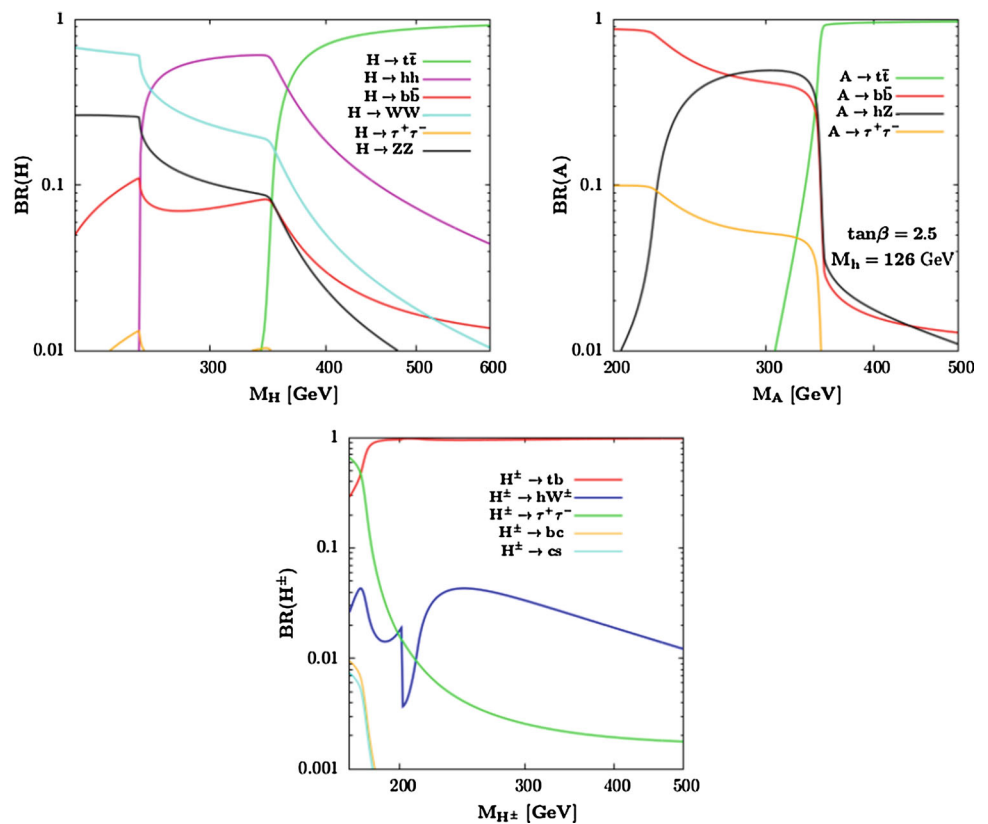 BR(H)
1
0.1
0.01
H → tt̄
H → hh
H → bb̄
H → WW
H → τ⁺τ⁻
H → ZZ
300
400
500
600
M_H [GeV]
BR(A)
1
0.1
0.01
A → tt̄
A → bb̄
A → hZ
A → τ⁺τ⁻
tanβ = 2.5
M_h = 126 GeV
200
300
400
500
M_A [GeV]
BR(H^±)
1
0.1
0.01
0.001
H^± → tb
H^± → hW^±
H^± → τ⁺τ⁻
H^± → bc
H^± → cs
200
300
400
500
M_H^± [GeV]